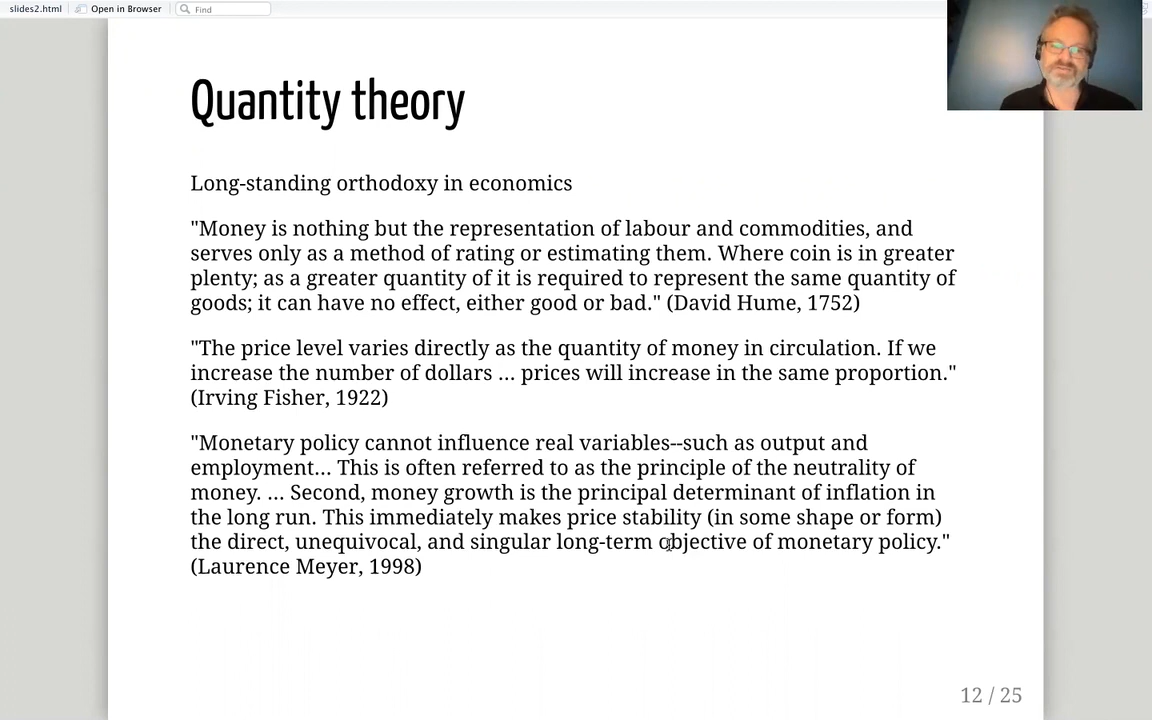 slides2.html Open in Browser Find
Quantity theory
Long-standing orthodoxy in economics
"Money is nothing but the representation of labour and commodities, and
serves only as a method of rating or estimating them. Where coin is in greater
plenty; as a greater quantity of it is required to represent the same quantity of
goods; it can have no effect, either good or bad." (David Hume, 1752)
"The price level varies directly as the quantity of money in circulation. If we
increase the number of dollars ... prices will increase in the same proportion."
(Irving Fisher, 1922)
"Monetary policy cannot influence real variables--such as output and
employment... This is often referred to as the principle of the neutrality of
money. ... Second, money growth is the principal determinant of inflation in
the long run. This immediately makes price stability (in some shape or form)
the direct, unequivocal, and singular long-term objective of monetary policy."
(Laurence Meyer, 1998)
12 / 25